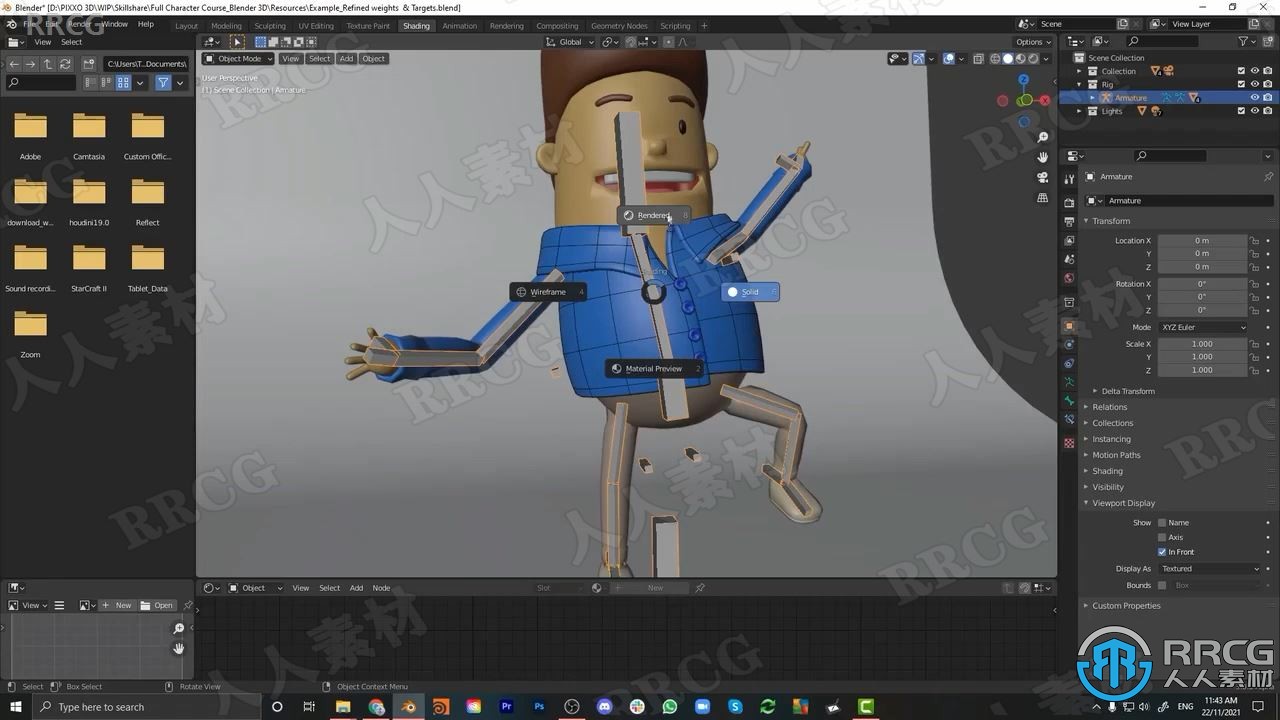 Blender* [D:\PIXXO 3D\WIP\Skillshare\Full Character Course_Blender 3D\Resources\Example_Refined weights & Targets.blend]
File Edit Render Window Help Layout Modeling Sculpting UV Editing Texture Paint Shading Animation Rendering Compositing Geometry Nodes Scripting Scene View Layer
RRCG
View Select Global Options
C:\Users\T...Documents\ Object Mode View Select Add Object
User Perspective
(1) Scene Collection | Armature
Scene Collection
Collection
Rig
Armature
Lights
Adobe Camtasia Custom Offic...
download_w... houdini19.0 Reflect
Sound recordi... StarCraft II Tablet_Data
Zoom
Rendered 8
Shading
Wireframe 4
Solid 6
Material Preview 2
Armature
Armature
Transform
Location X 0 m
Y 0 m
Z 0 m
Rotation X 0°
Y 0°
Z 0°
Mode XYZ Euler
Scale X 1.000
Y 1.000
Z 1.000
Delta Transform
Relations
Collections
Instancing
Motion Paths
Shading
Visibility
Viewport Display
Show Name
Axis
In Front
Display As Textured
Bounds Box
Custom Properties
Object View Select Add Node Slot New
View New Open
Select Box Select Rotate View Object Context Menu
RRCG
人人素材
Type here to search
ENG
11:43 AM
22/11/2021